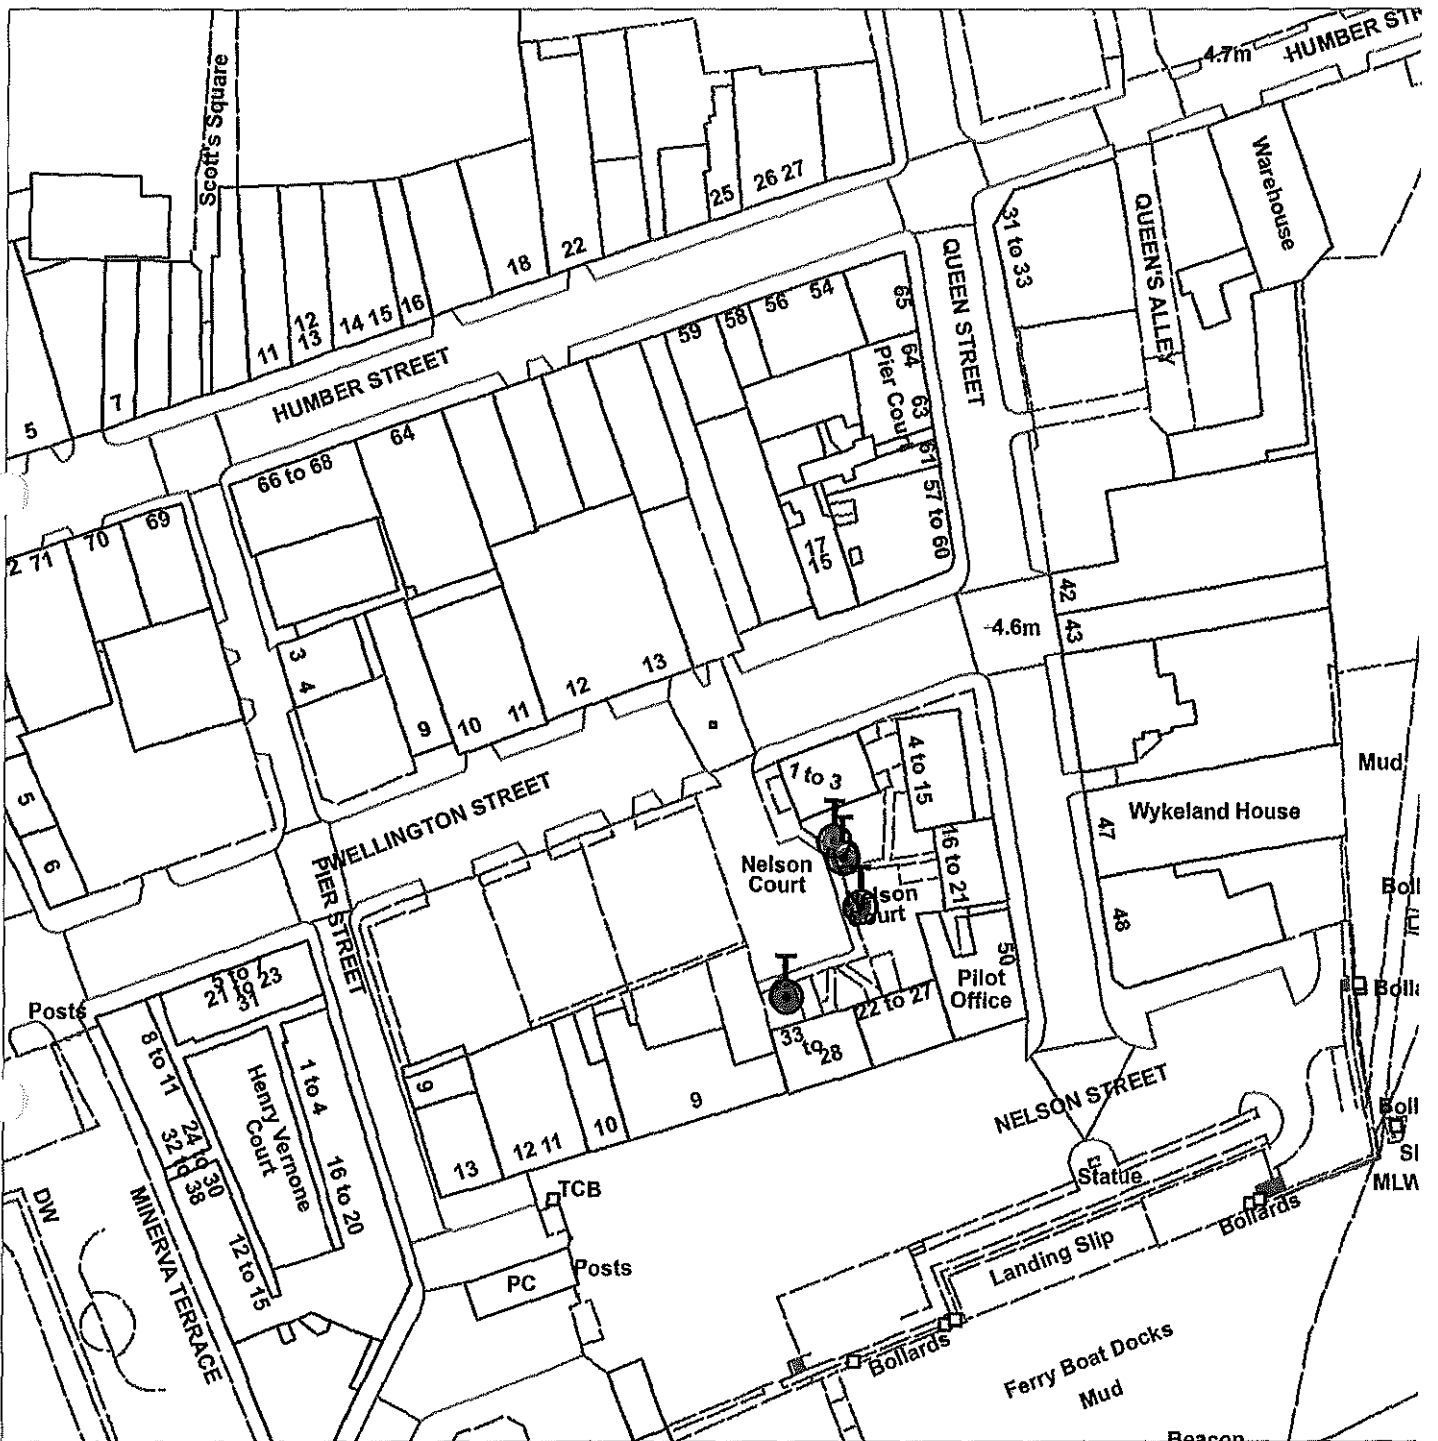 HUMBER STR
4.7m
Scott's Square
Warehouse
25
26 27
22
18
16
14 15
12
13
11
7
5
31 to 33
QUEEN'S ALLEY
QUEEN STREET
65
54
56
58
59
64
Pier Court
63
61
57 to 60
17
15
HUMBER STREET
64
66 to 68
69
70
71
2
42
43
4.6m
3
4
9
10
11
12
13
5
6
WELLINGTON STREET
PIER STREET
1 to 3
4 to 15
16 to 21
Nelson
Court
Court
47
Wykeland House
48
Mud
50
Pilot
Office
22 to 27
33
to
28
Posts
5 to 7
21 to 23
31
8 to 11
24 to 30
32 to 38
Henry Vernone
Court
1 to 4
16 to 20
12 to 15
MINERVA TERRACE
DW
9
13
12 11
10
9
NELSON STREET
TCB
Posts
PC
Statue
Landing Slip
Bollards
Bollards
MLW
Ferry Boat Docks
Mud
Beacon